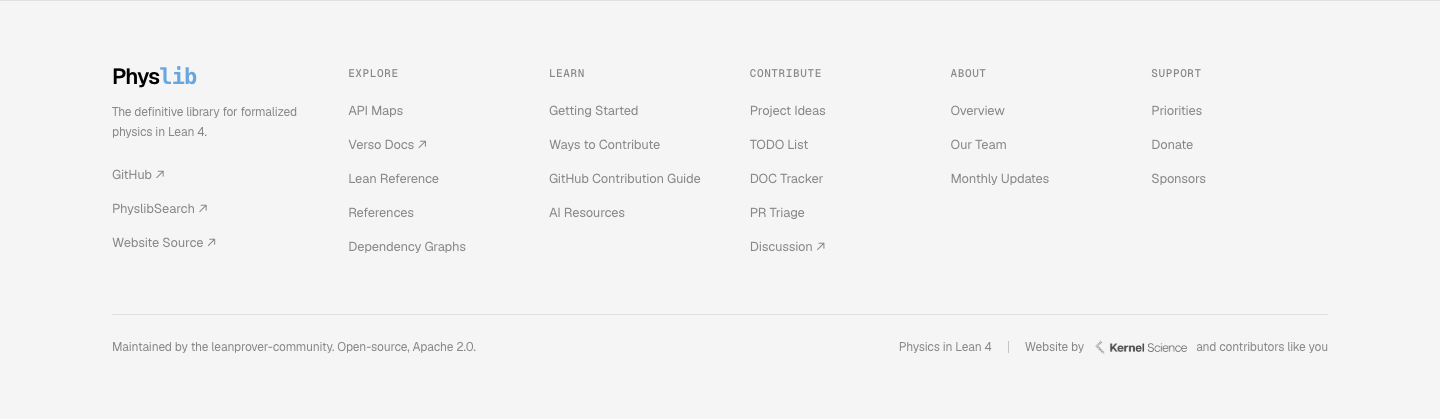 Physlib
The definitive library for formalized
physics in Lean 4.
GitHub ↗
PhyslibSearch ↗
Website Source ↗
EXPLORE
API Maps
Verso Docs ↗
Lean Reference
References
Dependency Graphs
LEARN
Getting Started
Ways to Contribute
GitHub Contribution Guide
AI Resources
CONTRIBUTE
Project Ideas
TODO List
DOC Tracker
PR Triage
Discussion ↗
ABOUT
Overview
Our Team
Monthly Updates
SUPPORT
Priorities
Donate
Sponsors
Maintained by the leanprover-community. Open-source, Apache 2.0.
Physics in Lean 4 | Website by Kernel Science and contributors like you